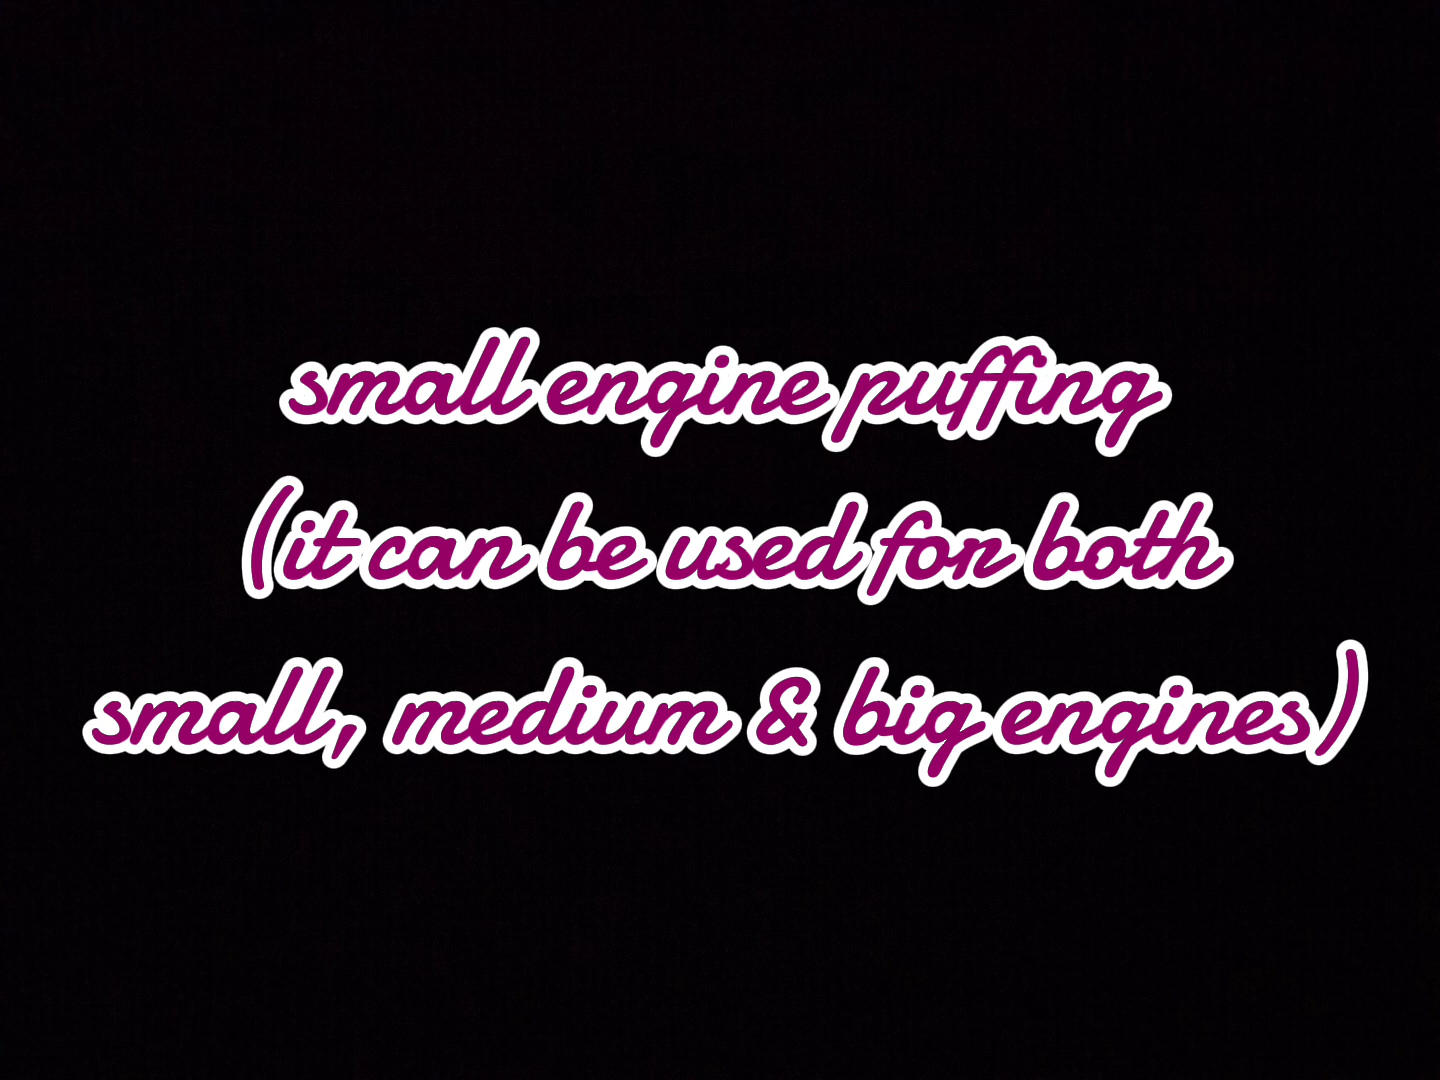 small engine puffing
(it can be used for both
small, medium & big engines)